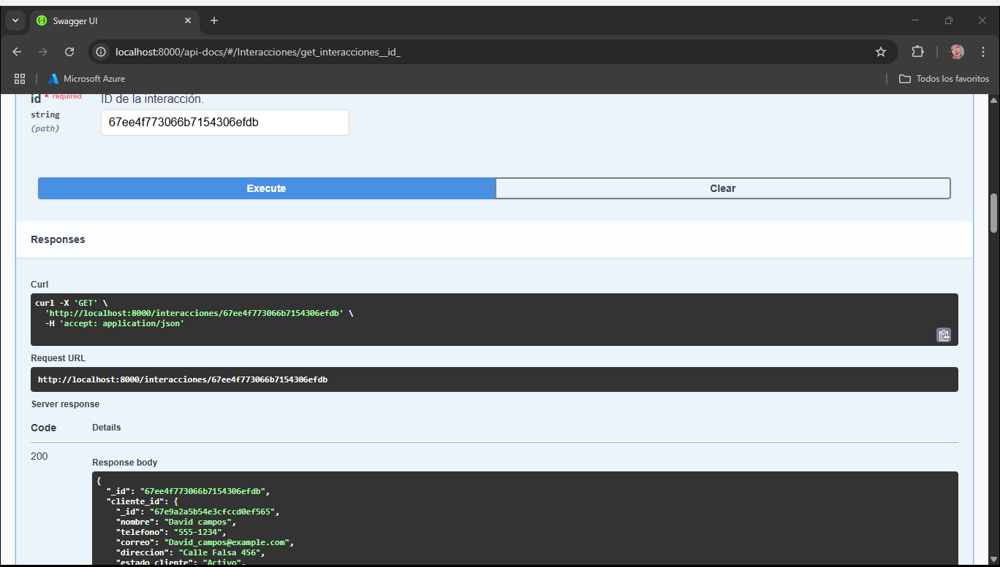 Swagger UI
localhost:8000/api-docs/#/Interacciones/get_interacciones__id_
Microsoft Azure
Todos los favoritos
id * required
ID de la interacción.
string
(path)
67ee4f773066b7154306efdb
Execute
Clear
Responses
Curl
curl -X 'GET' \
'http://localhost:8000/interacciones/67ee4f773066b7154306efdb' \
-H 'accept: application/json'
Request URL
http://localhost:8000/interacciones/67ee4f773066b7154306efdb
Server response
Code Details
200
Response body
{
"_id": "67ee4f773066b7154306efdb",
"cliente_id": {
"_id": "67e9a2a5b54e3cfccd0ef565",
"nombre": "David campos",
"telefono": "555-1234",
"correo": "David_campos@example.com",
"direccion": "Calle Falsa 456",
"estado_cliente": "Activo",